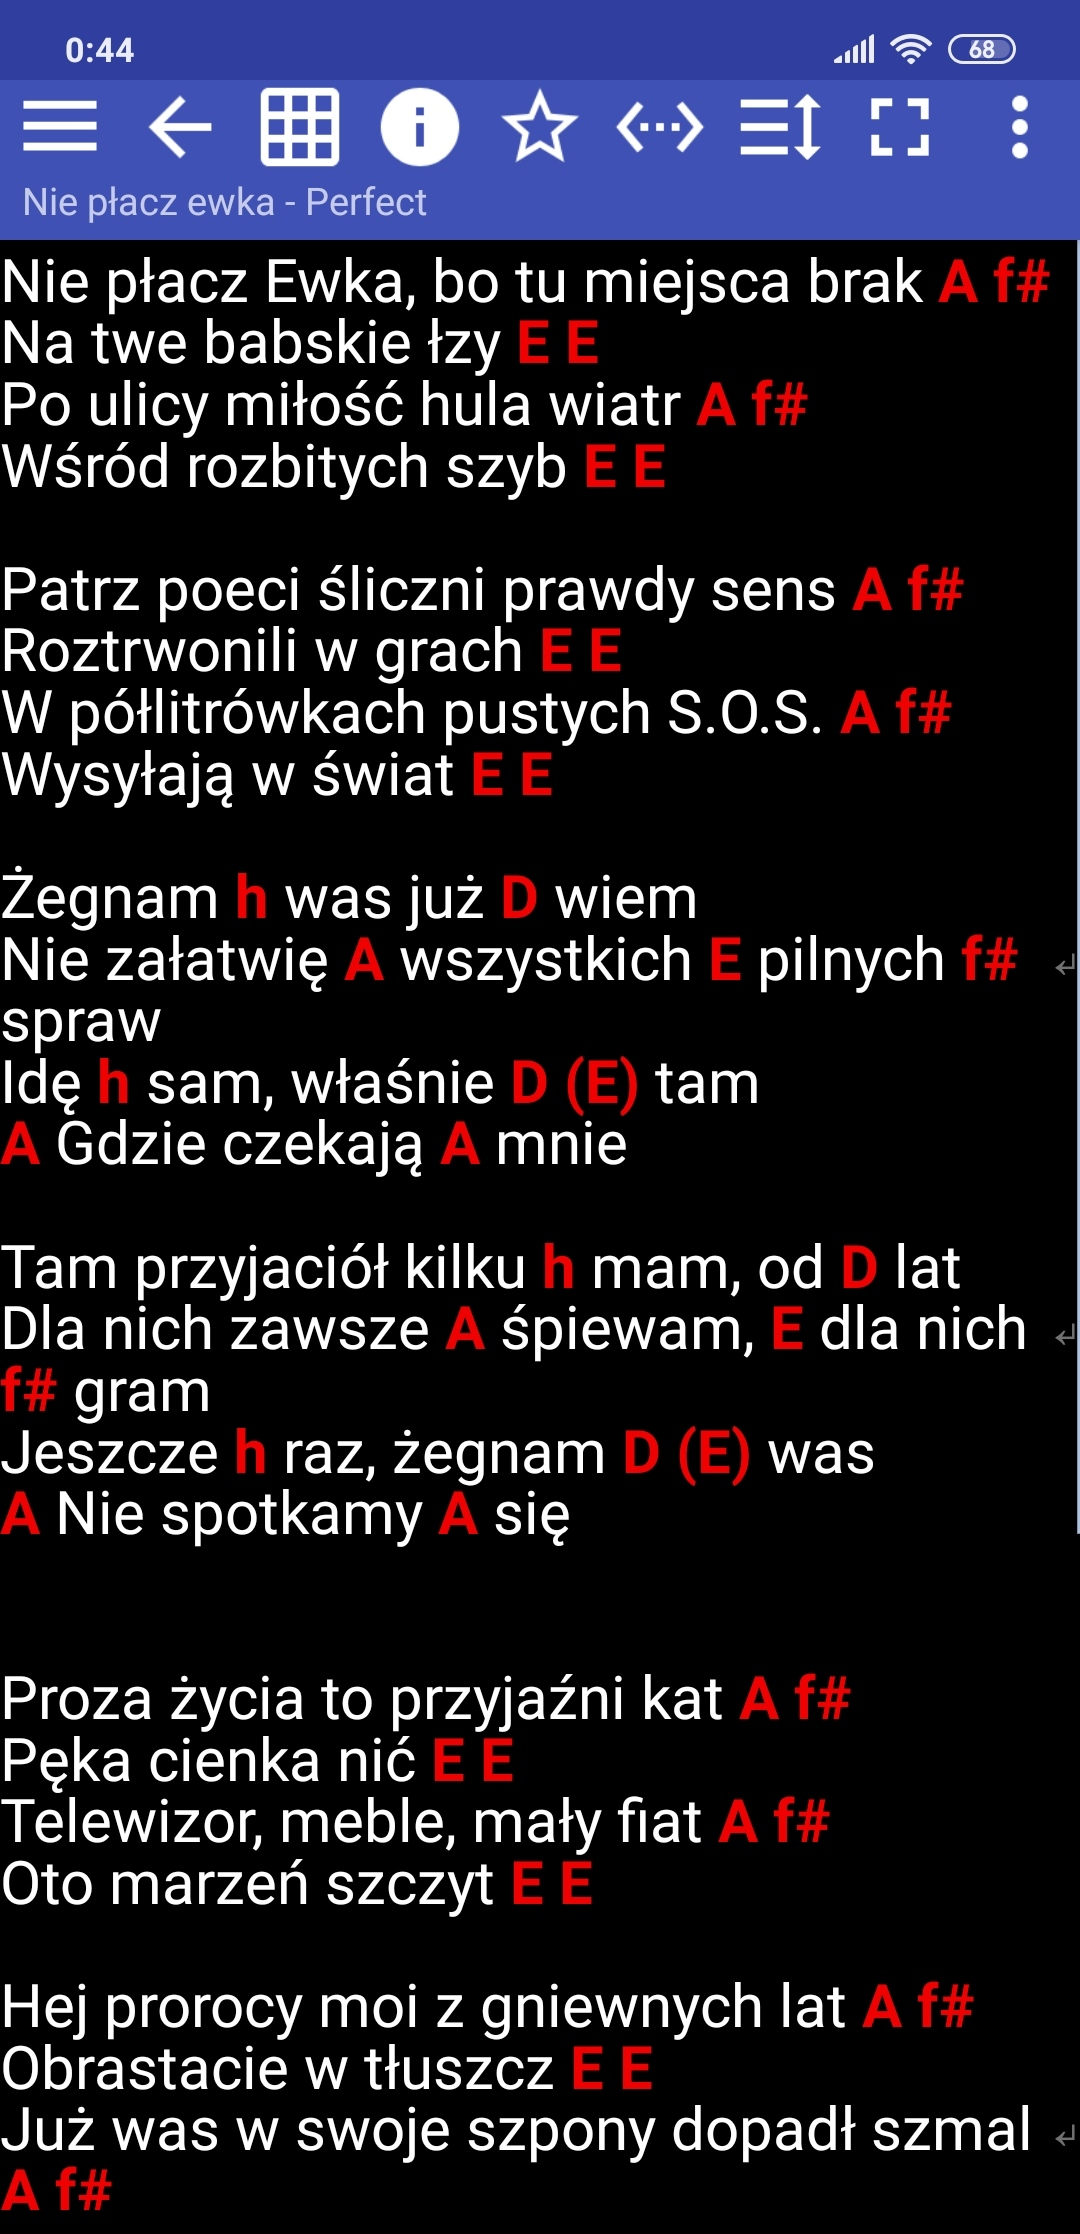 0:44
68
Nie płacz ewka - Perfect
Nie płacz Ewka, bo tu miejsca brak A f#
Na twe babskie łzy E E
Po ulicy miłość hula wiatr A f#
Wśród rozbitych szyb E E
Patrz poeci śliczni prawdy sens A f#
Roztrwonili w grach E E
W półlitrówkach pustych S.O.S. A f#
Wysyłają w świat E E
Żegnam h was już D wiem
Nie załatwię A wszystkich E pilnych f#
spraw
Idę h sam, właśnie D (E) tam
A Gdzie czekają A mnie
Tam przyjaciół kilku h mam, od D lat
Dla nich zawsze A śpiewam, E dla nich
f# gram
Jeszcze h raz, żegnam D (E) was
A Nie spotkamy A się
Proza życia to przyjaźni kat A f#
Pęka cienka nić E E
Telewizor, meble, mały fiat A f#
Oto marzeń szczyt E E
Hej prorocy moi z gniewnych lat A f#
Obrastacie w tłuszcz E E
Już was w swoje szpony dopadł szmal
A f#